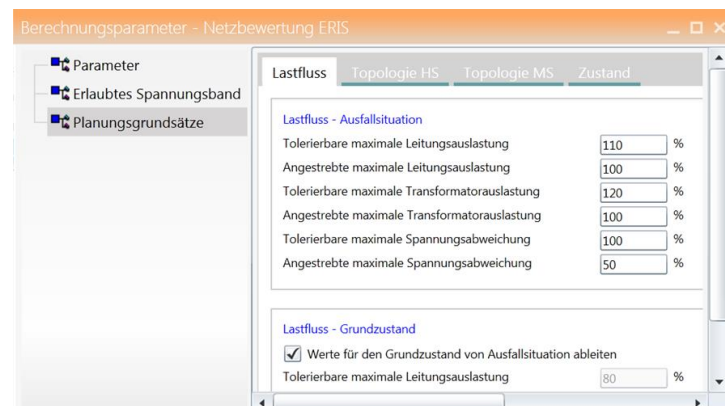 Berechnungsparameter - Netzbewertung ERIS
Parameter
Erlaubtes Spannungsband
Planungsgrundsätze
Lastfluss Topologie HS Topologie MS Zustand
Lastfluss - Ausfallsituation
Tolerierbare maximale Leitungsauslastung 110 %
Angestrebte maximale Leitungsauslastung 100 %
Tolerierbare maximale Transformatorauslastung 120 %
Angestrebte maximale Transformatorauslastung 100 %
Tolerierbare maximale Spannungsabweichung 100 %
Angestrebte maximale Spannungsabweichung 50 %
Lastfluss - Grundzustand
Werte für den Grundzustand von Ausfallsituation ableiten
Tolerierbare maximale Leitungsauslastung 80 %